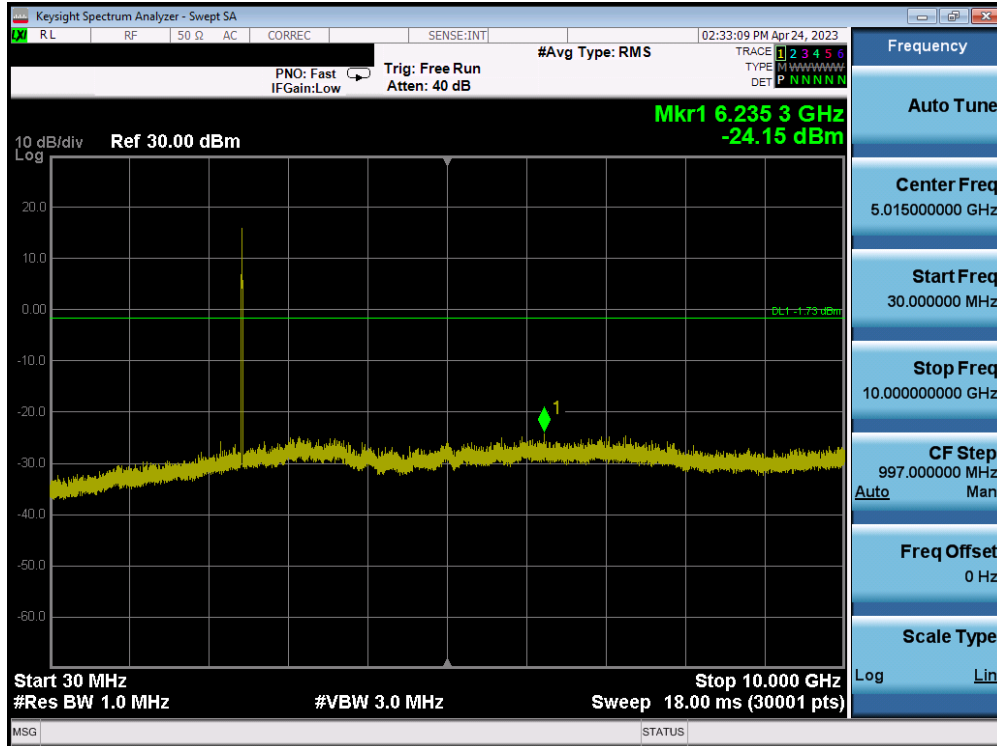 Keysight Spectrum Analyzer - Swept SA
LXI RL RF 50 Ω AC CORREC SENSE:INT 02:33:09 PM Apr 24, 2023
#Avg Type: RMS
TRACE 1 2 3 4 5 6
TYPE M WWWWW
DET P N N N N N
PNO: Fast
IFGain:Low
Trig: Free Run
Atten: 40 dB
Mkr1 6.235 3 GHz
-24.15 dBm
10 dB/div Ref 30.00 dBm
Log
20.0
10.0
0.00
DL1 -1.73 dBm
-10.0
-20.0
1
-30.0
-40.0
-50.0
-60.0
Start 30 MHz Stop 10.000 GHz
#Res BW 1.0 MHz #VBW 3.0 MHz Sweep 18.00 ms (30001 pts)
MSG STATUS
Frequency
Auto Tune
Center Freq
5.015000000 GHz
Start Freq
30.000000 MHz
Stop Freq
10.000000000 GHz
CF Step
997.000000 MHz
Auto Man
Freq Offset
0 Hz
Scale Type
Log Lin